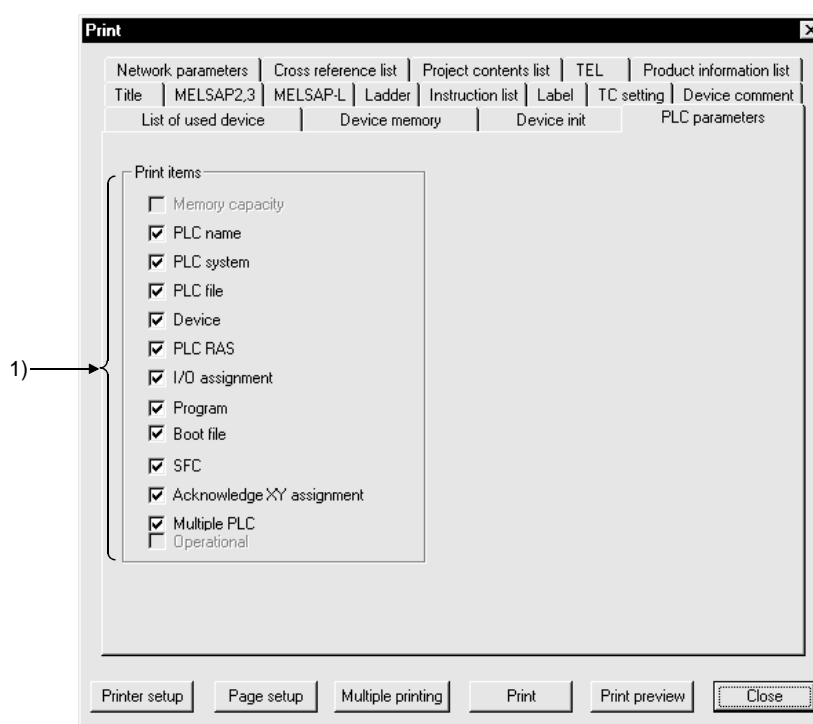 Print
Network parameters Cross reference list Project contents list TEL Product information list
Title MELSAP2,3 MELSAP-L Ladder Instruction list Label TC setting Device comment
List of used device Device memory Device init PLC parameters
Print items
Memory capacity
PLC name
PLC system
PLC file
Device
PLC RAS
1) I/O assignment
Program
Boot file
SFC
Acknowledge XY assignment
Multiple PLC
Operational
Printer setup Page setup Multiple printing Print Print preview Close